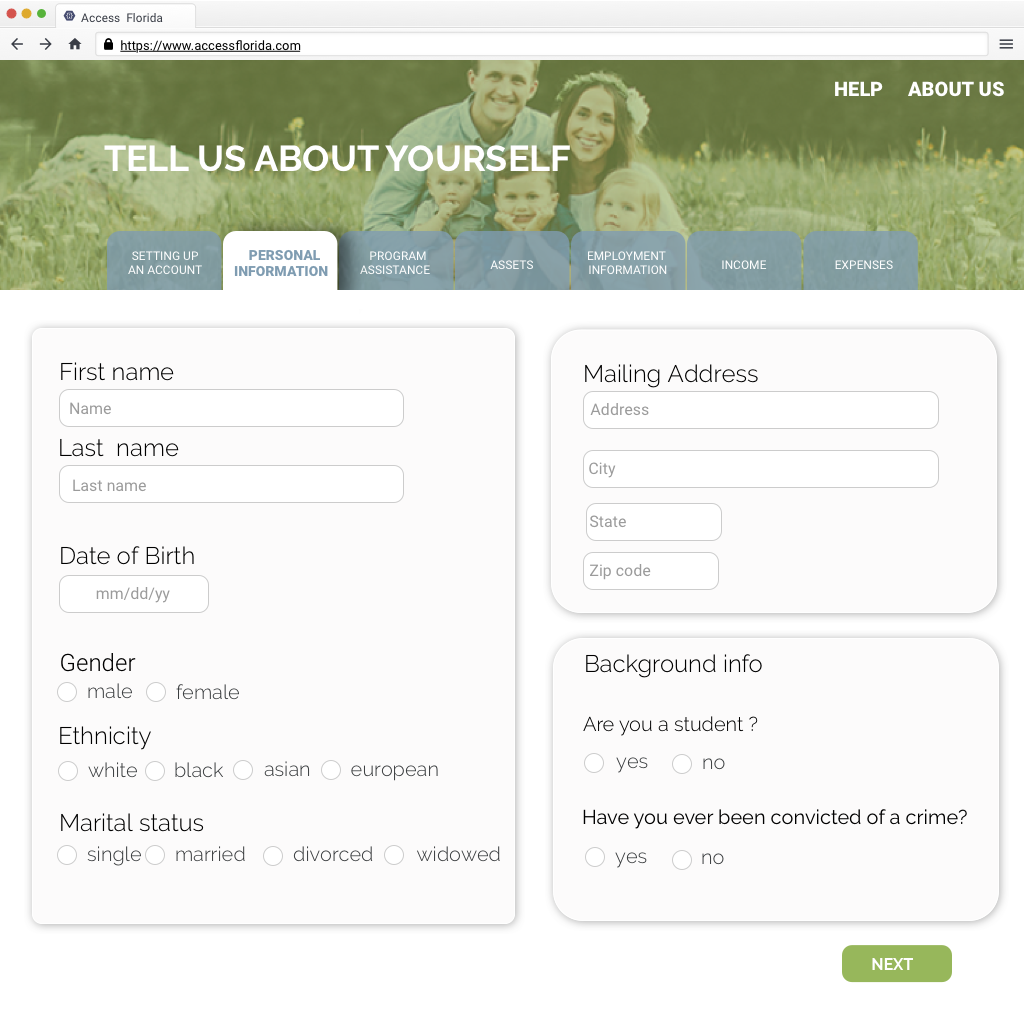 Access Florida
https://www.accessflorida.com
HELP ABOUT US
TELL US ABOUT YOURSELF
SETTING UP
AN ACCOUNT
PERSONAL
INFORMATION
PROGRAM
ASSISTANCE
ASSETS
EMPLOYMENT
INFORMATION
INCOME
EXPENSES
First name
Name
Last name
Last name
Date of Birth
mm/dd/yy
Gender
male female
Ethnicity
white black asian european
Marital status
single married divorced widowed
Mailing Address
Address
City
State
Zip code
Background info
Are you a student ?
yes no
Have you ever been convicted of a crime?
yes no
NEXT